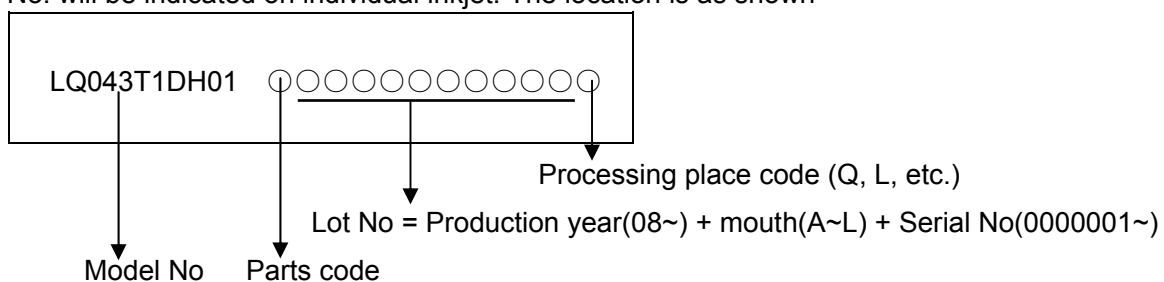 No. will be indicated on individual inkjet. The location is as shown
LQ043T1DH01 ○○○○○○○○○○○○
Processing place code (Q, L, etc.)
Lot No = Production year(08~) + mouth(A~L) + Serial No(0000001~)
Model No Parts code